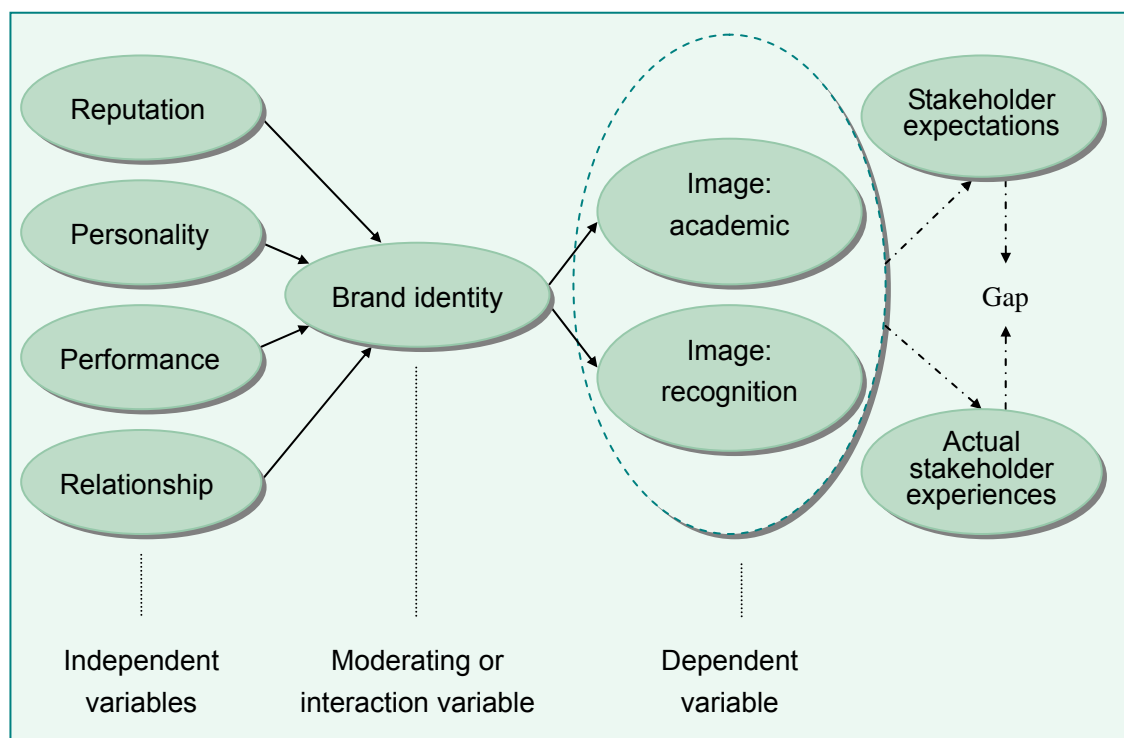 Reputation
Personality
Performance
Relationship
Brand identity
Image:
academic
Image:
recognition
Stakeholder
expectations
Gap
Actual
stakeholder
experiences
Independent
variables
Moderating or
interaction variable
Dependent
variable